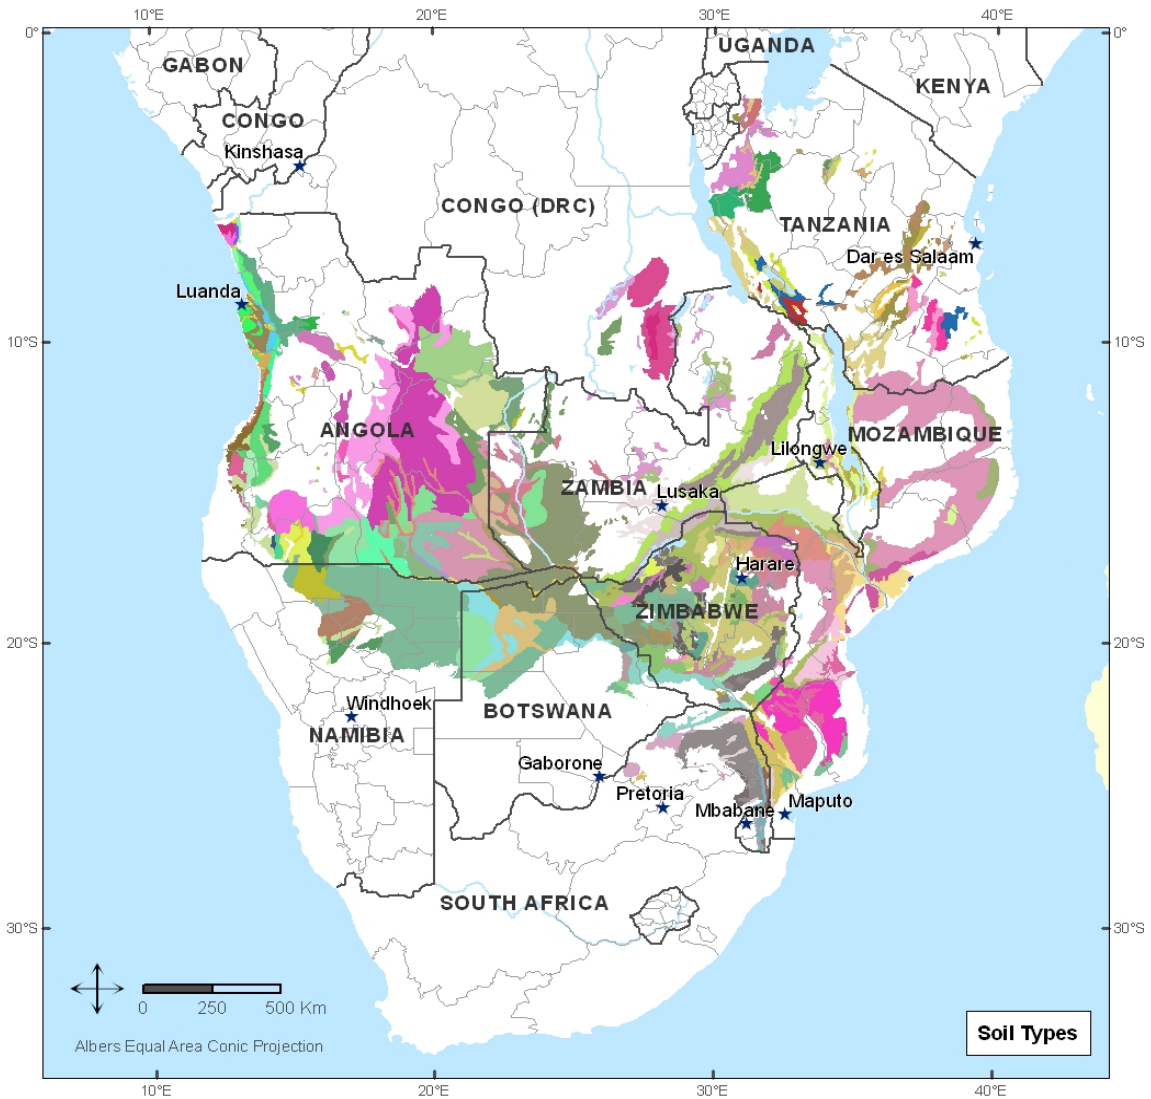 10°E 20°E 30°E 40°E
0° 0°
UGANDA
GABON
KENYA
CONGO
Kinshasa
CONGO (DRC)
TANZANIA
Dar es Salaam
Luanda
10°S 10°S
ANGOLA
MOZAMBIQUE
Lilongwe
ZAMBIA
Lusaka
Harare
ZIMBABWE
20°S 20°S
Windhoek
BOTSWANA
NAMIBIA
Gaborone
Pretoria
Mbabane
Maputo
SOUTH AFRICA
30°S 30°S
0 250 500 Km
Soil Types
Albers Equal Area Conic Projection
10°E 20°E 30°E 40°E